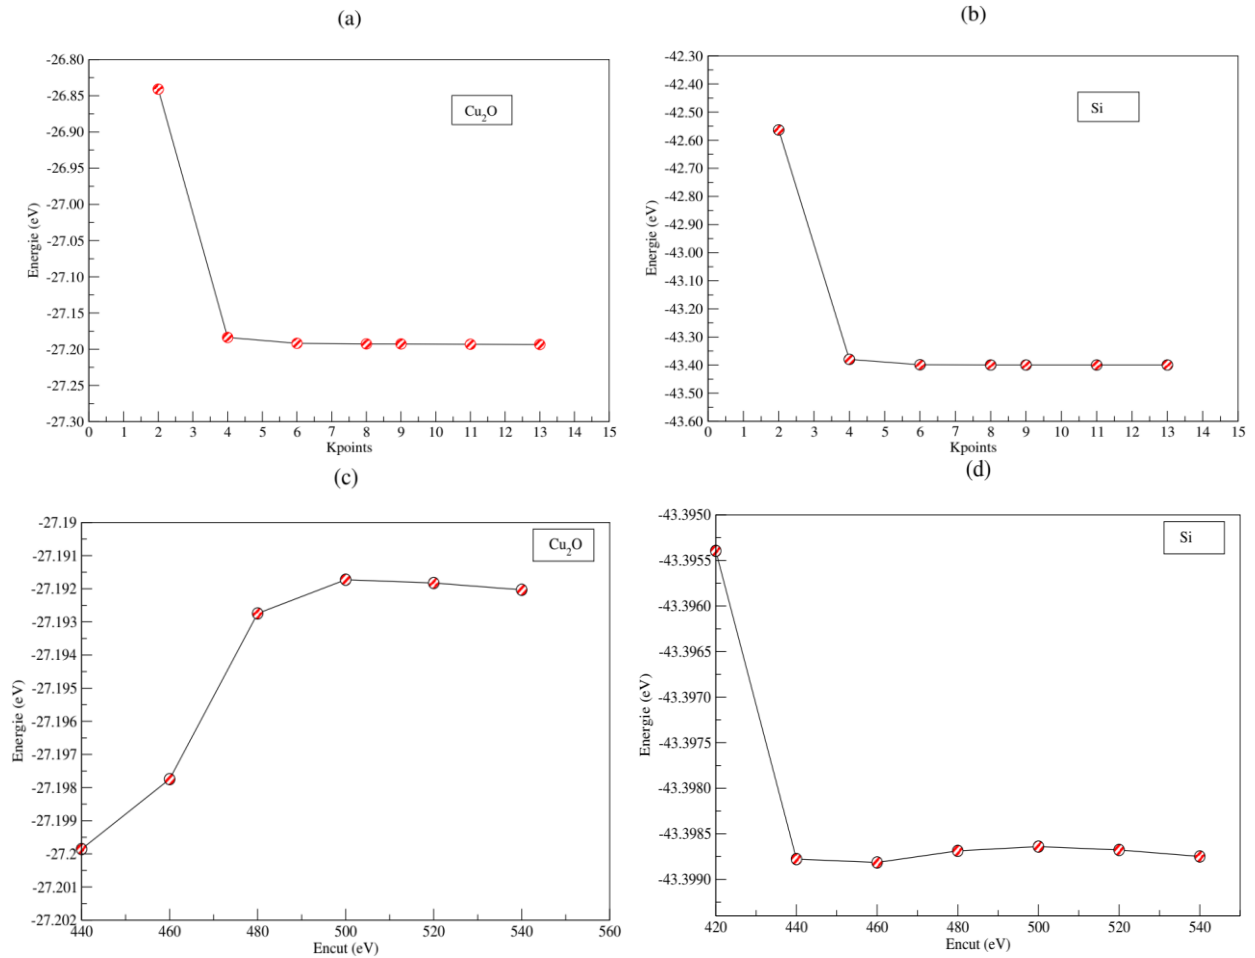 (a)
-26.80
-26.85
-26.90
-26.95
-27.00
-27.05
-27.10
-27.15
-27.20
-27.25
-27.30
Energie (eV)
Cu2O
0 1 2 3 4 5 6 7 8 9 10 11 12 13 14 15
Kpoints
(b)
-42.30
-42.40
-42.50
-42.60
-42.70
-42.80
-42.90
-43.00
-43.10
-43.20
-43.30
-43.40
-43.50
-43.60
Energie (eV)
Si
0 1 2 3 4 5 6 7 8 9 10 11 12 13 14 15
Kpoints
(c)
-27.19
-27.191
-27.192
-27.193
-27.194
-27.195
-27.196
-27.197
-27.198
-27.199
-27.2
-27.201
-27.202
Energie (eV)
Cu2O
440 460 480 500 520 540 560
Encut (eV)
(d)
-43.3950
-43.3955
-43.3960
-43.3965
-43.3970
-43.3975
-43.3980
-43.3985
-43.3990
Energie (eV)
Si
420 440 460 480 500 520 540
Encut (eV)